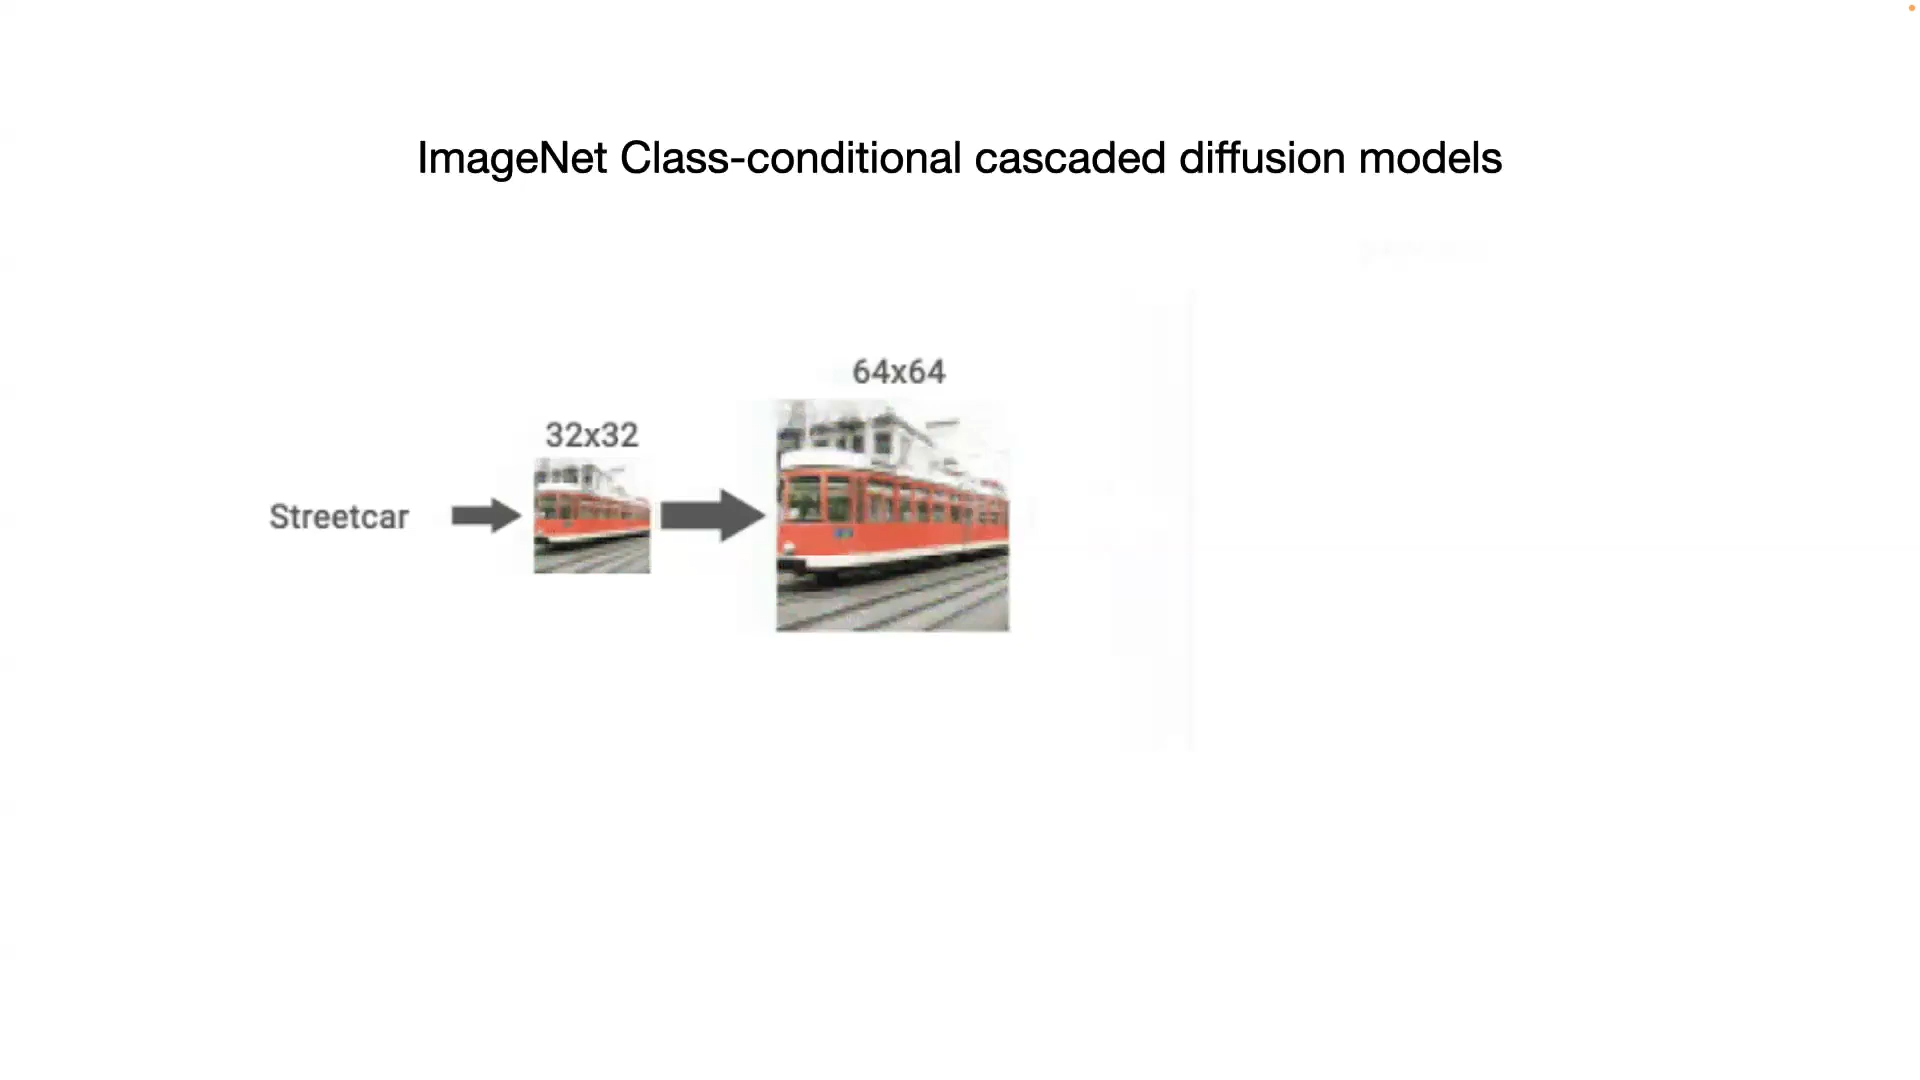 ImageNet Class-conditional cascaded diffusion models
64x64
32x32
Streetcar